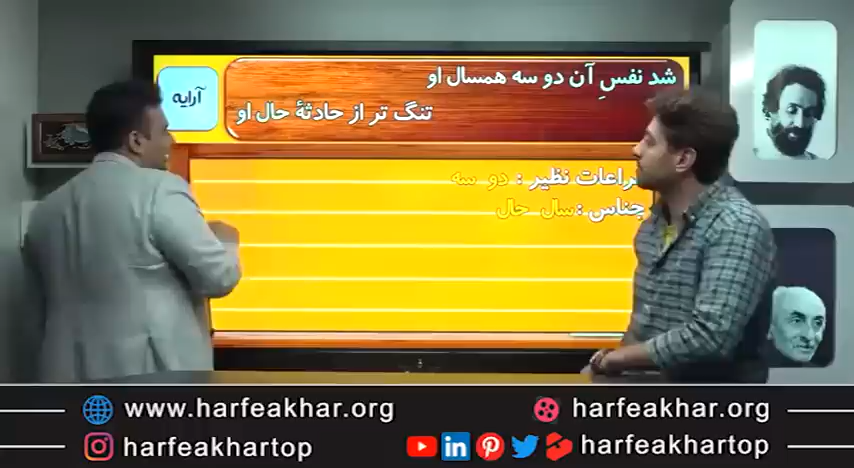 آرایه
شد نفسِ آن دو سه همسال او
تنگ تر از حادثهٔ حال او
مراعات نظیر : دو سه
جناس :سال حال
www.harfeakhar.org
harfeakhar.org
harfeakhartop
harfeakhartop